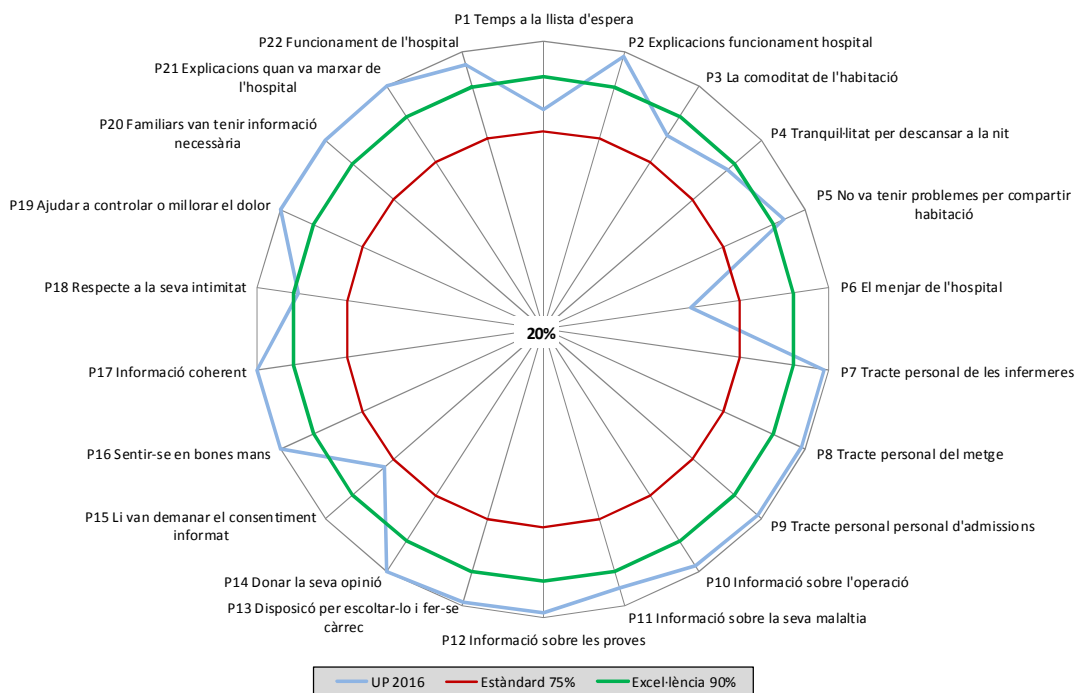 P1 Temps a la llista d'espera
P2 Explicacions funcionament hospital
P3 La comoditat de l'habitació
P4 Tranquil·litat per descansar a la nit
P5 No va tenir problemes per compartir
habitació
P6 El menjar de l'hospital
P7 Tracte personal de les infermeres
P8 Tracte personal del metge
P9 Tracte personal personal d'admissions
P10 Informació sobre l'operació
P11 Informació sobre la seva malaltia
P12 Informació sobre les proves
P13 Disposicó per escoltar-lo i fer-se
càrrec
P14 Donar la seva opinió
P15 Li van demanar el consentiment
informat
P16 Sentir-se en bones mans
P17 Informació coherent
P18 Respecte a la seva intimitat
P19 Ajudar a controlar o millorar el dolor
P20 Familiars van tenir informació
necessària
P21 Explicacions quan va marxar de
l'hospital
P22 Funcionament de l'hospital
20%
UP 2016
Estàndard 75%
Excel·lència 90%